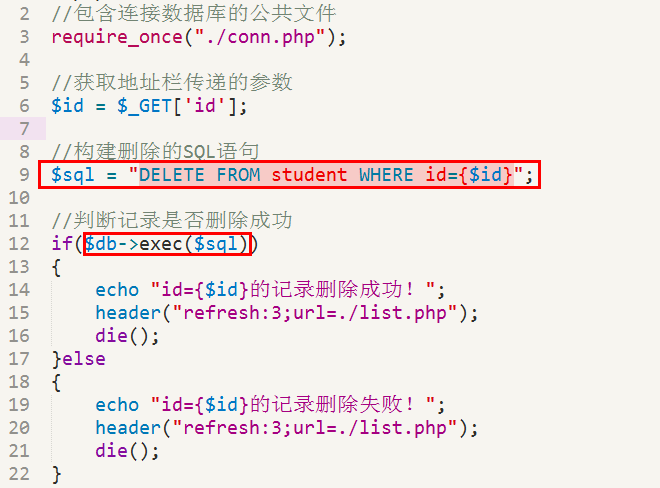 2 //包含连接数据库的公共文件
3 require_once("./conn.php");
4
5 //获取地址栏传递的参数
6 $id = $_GET['id'];
7
8 //构建删除的SQL语句
9 $sql = "DELETE FROM student WHERE id={$id}";
10
11 //判断记录是否删除成功
12 if($db->exec($sql))
13 {
14     echo "id={$id}的记录删除成功！";
15     header("refresh:3;url=./list.php");
16     die();
17 }else
18 {
19     echo "id={$id}的记录删除失败！";
20     header("refresh:3;url=./list.php");
21     die();
22 }